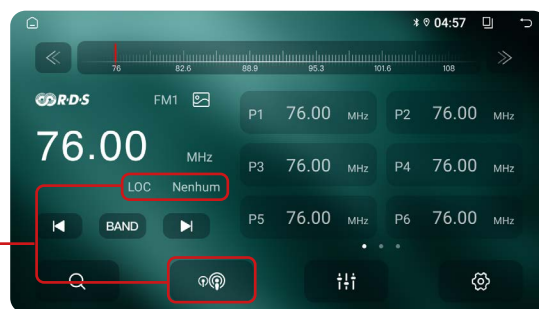 04:57
76 82.6 88.9 95.3 101.6 108
R·D·S FM1
76.00 MHz
LOC Nenhum
BAND
P1 76.00 MHz P2 76.00 MHz
P3 76.00 MHz P4 76.00 MHz
P5 76.00 MHz P6 76.00 MHz